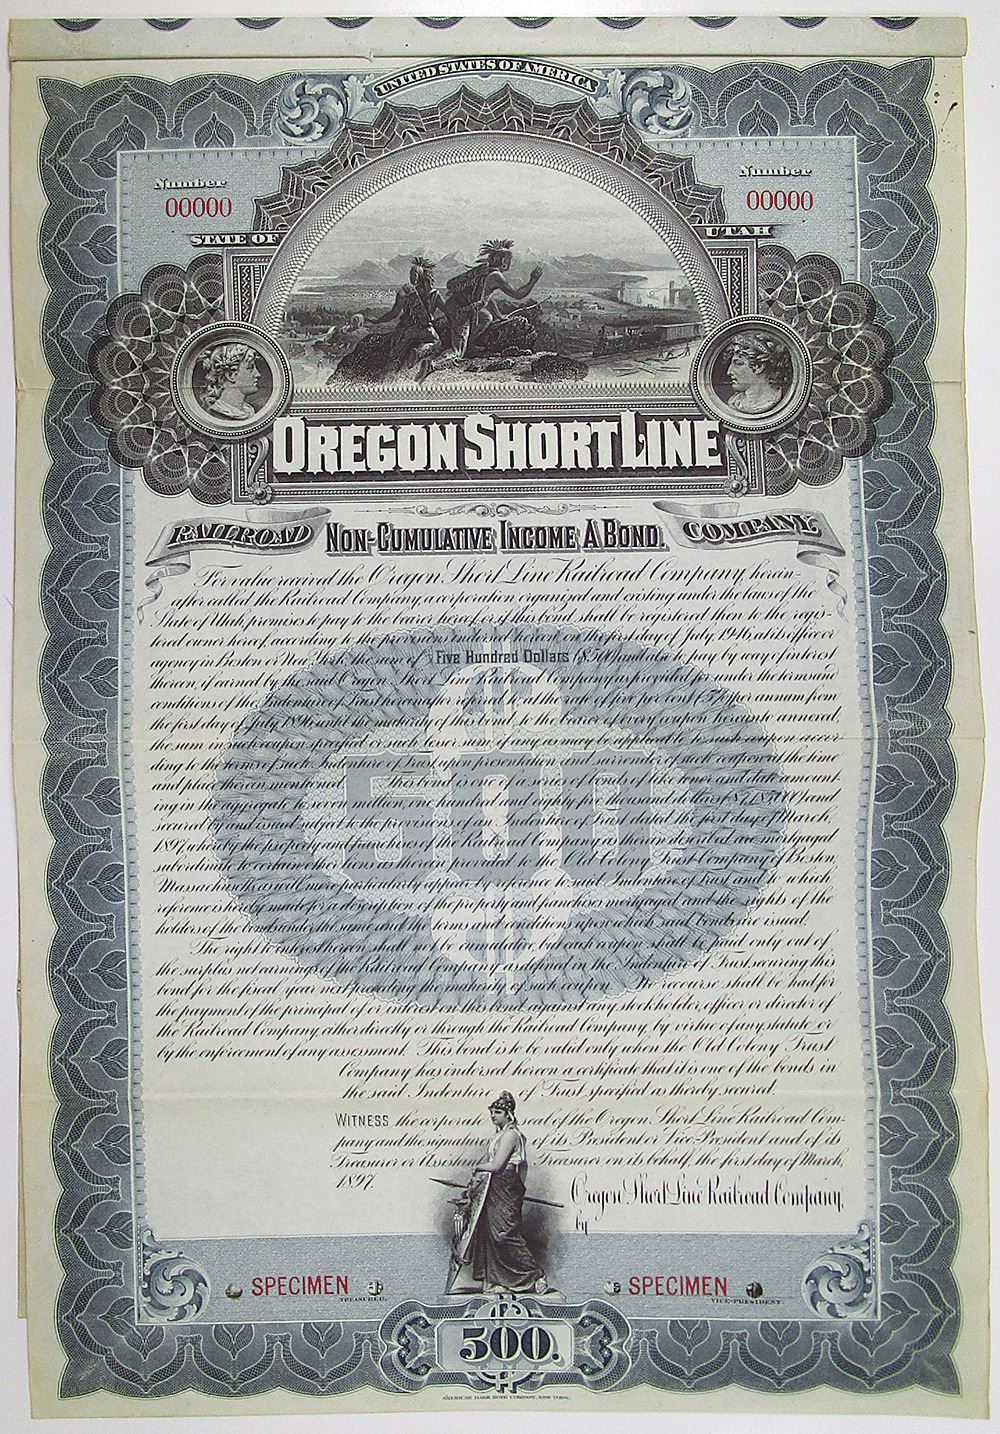 UNITED STATES OF AMERICA
Number
00000
Number
00000
STATE OF
UTAH
OREGON SHORT LINE
RAILROAD
NON-CUMULATIVE INCOME A BOND.
COMPANY.
For value received the Oregon Short Line Railroad Company, herein-
after called the Railroad Company, a corporation organized and existing under the laws of the
State of Utah, promises to pay to the bearer hereof or if this bond shall be registered then to the regis-
tered owner hereof, according to the provisions endorsed hereon, on the first day of July 1946, at its office or
agency in Boston or New York, the sum of Five Hundred Dollars ($500) and also to pay by way of interest
thereon, if earned by the said Oregon Short Line Railroad Company as provided for under the terms and
conditions of the Indenture of Trust hereinafter referred to, at the rate of five per cent (5%) per annum from
the first day of July 1896 until the maturity of this bond, to the bearer of every coupon hereunto annexed,
the sum in such coupon specified or such lesser sum, if any as may be applicable to such coupon accor-
ding to the terms of such Indenture of Trust upon presentation and surrender of such coupon at the time
and place therein mentioned. This bond is one of a series of bonds of like tenor and date amount-
ing in the aggregate to seven million, one hundred and eighty five thousand dollars ($7,185,000) and
secured by and issued subject to the provisions of an Indenture of Trust dated the first day of March,
1897, whereby the property and franchises of the Railroad Company as therein described are mortgaged
subordinate to certain other liens as therein provided to the Old Colony Trust Company of Boston,
Massachusetts, as will more particularly appear by reference to said Indenture of Trust and to which
reference is hereby made for a description of the property and franchises mortgaged and the rights of the
holders of the bonds under the same and the terms and conditions upon which said bonds are issued.
The right to interest hereon shall not be cumulative, but each coupon shall be paid only out of
the surplus net earnings of the Railroad Company as defined in the Indenture of Trust securing this
bond for the fiscal year next preceding the maturity of such coupon. No recourse shall be had for
the payment of the principal of or interest on this bond against any stockholder, officer or director of
the Railroad Company, either directly or through the Railroad Company, by virtue of any statute or
by the enforcement of any assessment. This bond is to be valid only when the Old Colony Trust
Company has indorsed hereon a certificate that it is one of the bonds in
the said Indenture of Trust specified as thereby secured.
WITNESS the corporate seal of the Oregon Short Line Railroad Com-
pany and the signatures of its President or Vice-President and of its
Treasurer or Assistant Treasurer on its behalf, the first day of March,
1897.
Oregon Short Line Railroad Company,
by
SPECIMEN
TREASURER.
SPECIMEN
VICE-PRESIDENT.
500.
AMERICAN BANK NOTE COMPANY, NEW YORK.
500